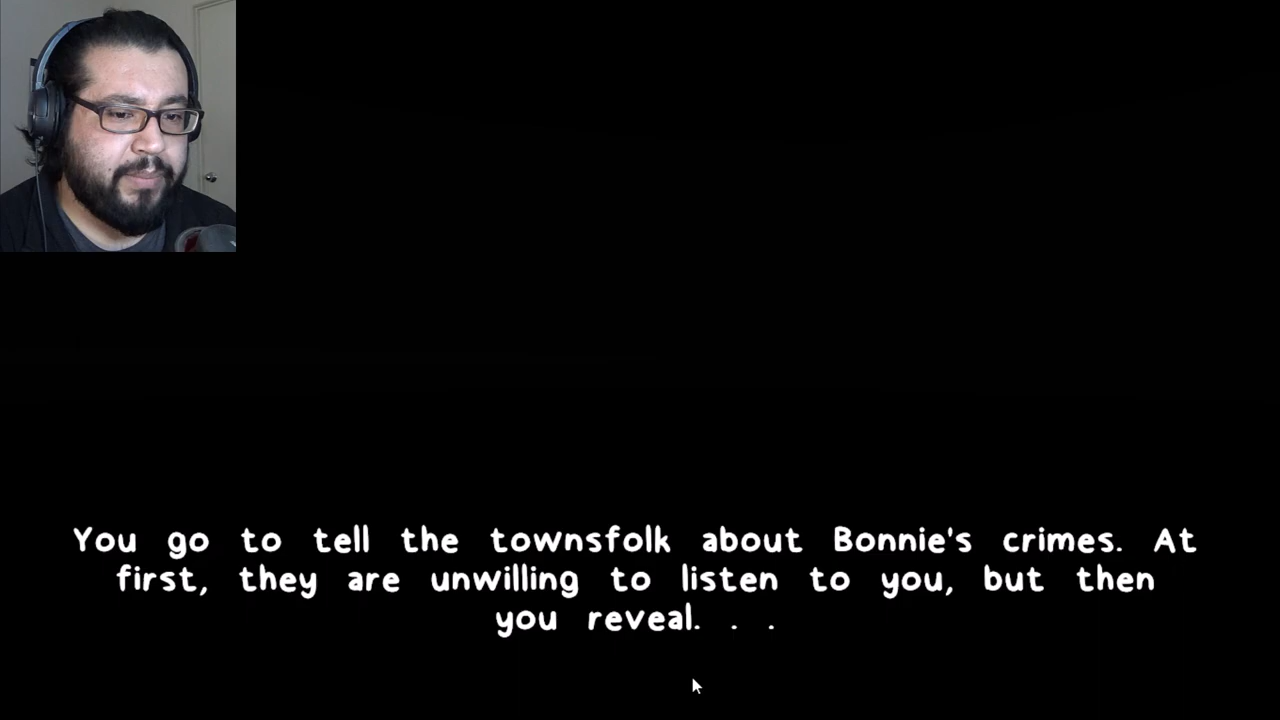 You go to tell the townsfolk about Bonnie's crimes. At
first, they are unwilling to listen to you, but then
you reveal. . .